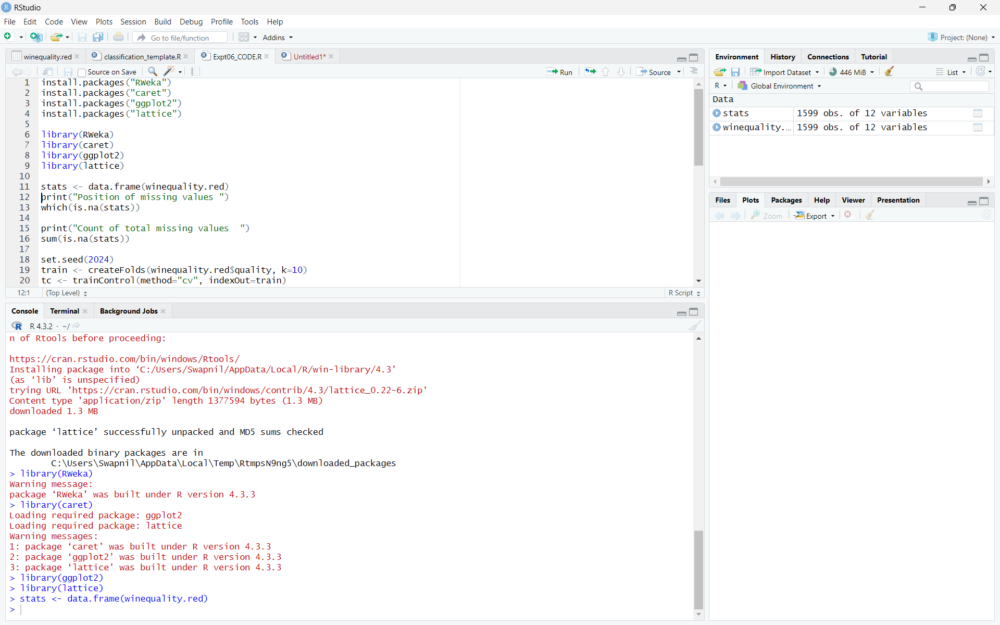 RStudio
File Edit Code View Plots Session Build Debug Profile Tools Help
Go to file/function Addins Project: (None)
winequality.red classification_template.R Expt06_CODE.R Untitled1*
Source on Save Run Source
1 install.packages("RWeka")
2 install.packages("caret")
3 install.packages("ggplot2")
4 install.packages("lattice")
5
6 library(RWeka)
7 library(caret)
8 library(ggplot2)
9 library(lattice)
10
11 stats <- data.frame(winequality.red)
12 print("Position of missing values ")
13 which(is.na(stats))
14
15 print("Count of total missing values  ")
16 sum(is.na(stats))
17
18 set.seed(2024)
19 train <- createFolds(winequality.red$quality, k=10)
20 tc <- trainControl(method="cv", indexOut=train)
12:1 (Top Level) R Script
Console Terminal Background Jobs
R 4.3.2 · ~/
n of Rtools before proceeding:
https://cran.rstudio.com/bin/windows/Rtools/
Installing package into ‘C:/Users/Swapnil/AppData/Local/R/win-library/4.3’
(as ‘lib’ is unspecified)
trying URL 'https://cran.rstudio.com/bin/windows/contrib/4.3/lattice_0.22-6.zip'
Content type 'application/zip' length 1377594 bytes (1.3 MB)
downloaded 1.3 MB
package ‘lattice’ successfully unpacked and MD5 sums checked
The downloaded binary packages are in
C:\Users\Swapnil\AppData\Local\Temp\RtmpsN9ng5\downloaded_packages
> library(RWeka)
Warning message:
package ‘RWeka’ was built under R version 4.3.3
> library(caret)
Loading required package: ggplot2
Loading required package: lattice
Warning messages:
1: package ‘caret’ was built under R version 4.3.3
2: package ‘ggplot2’ was built under R version 4.3.3
3: package ‘lattice’ was built under R version 4.3.3
> library(ggplot2)
> library(lattice)
> stats <- data.frame(winequality.red)
>
Environment History Connections Tutorial
Import Dataset 446 MiB List
R Global Environment
Data
stats 1599 obs. of 12 variables
winequality.… 1599 obs. of 12 variables
Files Plots Packages Help Viewer Presentation
Zoom Export